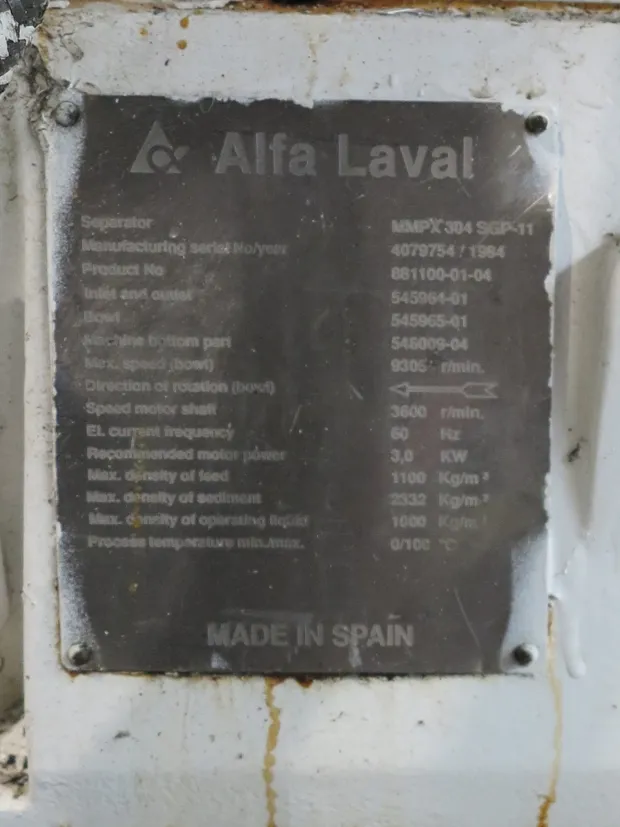 Alfa Laval
Separator MMPX 304 SGP-11
Manufacturing serial No/year 4079754 / 1984
Product No 881100-01-04
Inlet and outlet 545964-01
Bowl 545965-01
Machine bottom part 546009-04
Max. speed (bowl) 9305 r/min.
Direction of rotation (bowl)
Speed motor shaft 3600 r/min.
El. current frequency 60 Hz
Recommended motor power 3,0 KW
Max. density of feed 1100 Kg/m³
Max. density of sediment 2332 Kg/m³
Max. density of operating liquid 1000 Kg/m³
Process temperature min./max. 0/100 °C
MADE IN SPAIN